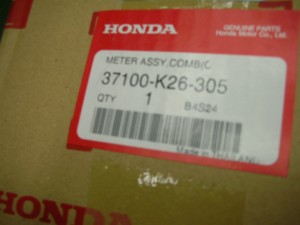 HONDA
GENUINE PARTS
Honda Motor Co., Ltd.
METER ASSY,COMB/C
37100-K26-305
QTY 1 B4S24
Made in THAILAND
HONDA